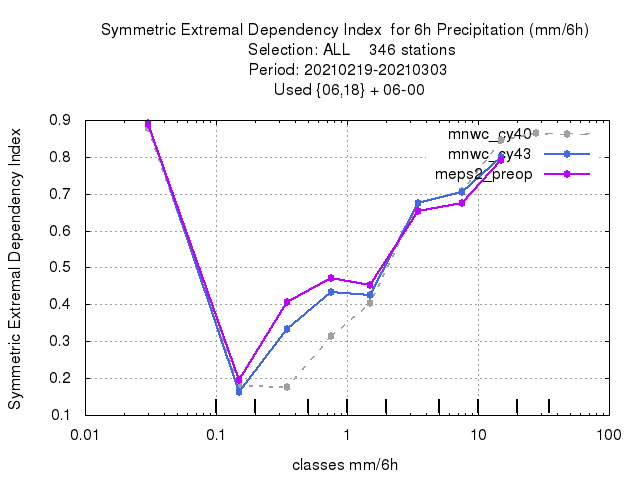 Symmetric Extremal Dependency Index  for 6h Precipitation (mm/6h)
Selection: ALL    346 stations
Period: 20210219-20210303
Used {06,18} + 06-00
Symmetric Extremal Dependency Index
0.9
0.8
0.7
0.6
0.5
0.4
0.3
0.2
0.1
mnwc_cy40
mnwc_cy43
meps2_preop
0.01
0.1
1
10
100
classes mm/6h